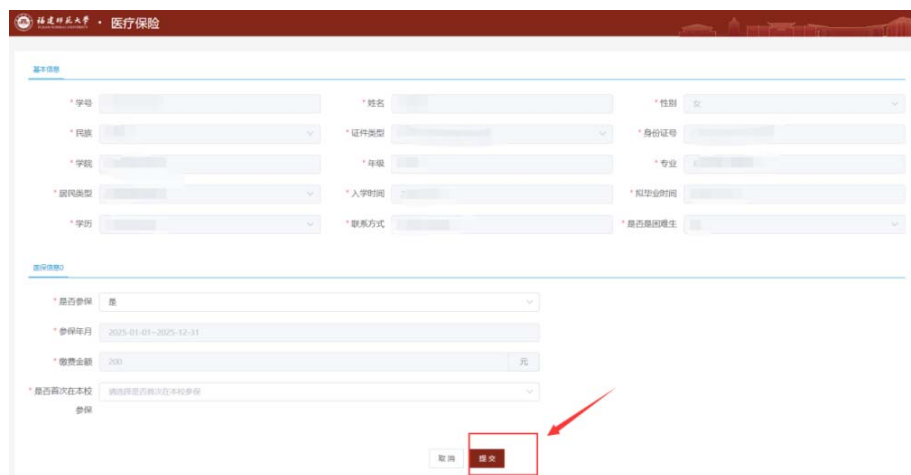 福建师范大学 · 医疗保险
基本信息
* 学号
* 姓名
* 性别 女
* 民族
* 证件类型
* 身份证号
* 学院
* 年级
* 专业
* 居民类型
* 入学时间
* 拟毕业时间
* 学历
* 联系方式
* 是否是困难生
医保信息0
* 是否参保 是
* 参保年月 2025-01-01~2025-12-31
* 缴费金额 200 元
* 是否首次在本校 请选择是否首次在本校参保
参保
取消 提交